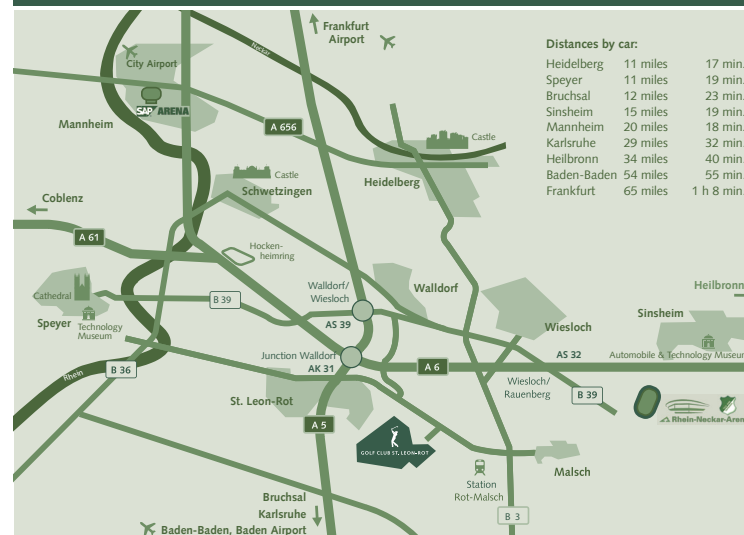 Frankfurt
Airport
Neckar
City Airport
SAP ARENA
Mannheim
A 656
Castle
Castle
Schwetzingen
Heidelberg
Distances by car:
Heidelberg 11 miles 17 min.
Speyer 11 miles 19 min.
Bruchsal 12 miles 23 min.
Sinsheim 15 miles 19 min.
Mannheim 20 miles 18 min.
Karlsruhe 29 miles 32 min.
Heilbronn 34 miles 40 min.
Baden-Baden 54 miles 55 min.
Frankfurt 65 miles 1 h 8 min.
Coblenz
A 61
Hocken-
heimring
Cathedral
Speyer
Technology
Museum
B 39
Walldorf/
Wiesloch
AS 39
Walldorf
Wiesloch
Heilbronn
Sinsheim
Automobile & Technology Museum
Junction Walldorf
AK 31
A 6
AS 32
Wiesloch/
Rauenberg
B 39
Rhein-Neckar-Arena
Rhein
B 36
St. Leon-Rot
A 5
GOLF CLUB ST. LEON-ROT
Malsch
Station
Rot-Malsch
B 3
Bruchsal
Karlsruhe
Baden-Baden, Baden Airport